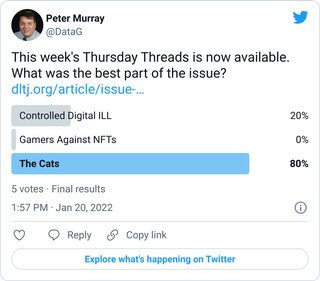 Peter Murray
@DataG
This week's Thursday Threads is now available.
What was the best part of the issue?
dltj.org/article/issue-…
Controlled Digital ILL 20%
Gamers Against NFTs 0%
The Cats 80%
5 votes · Final results
1:57 PM · Jan 20, 2022
Reply Copy link
Explore what's happening on Twitter